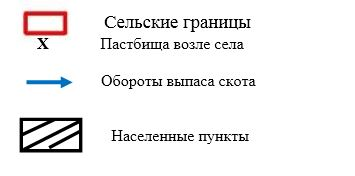 Сельские границы
X Пастбища возле села
Обороты выпаса скота
Населенные пункты